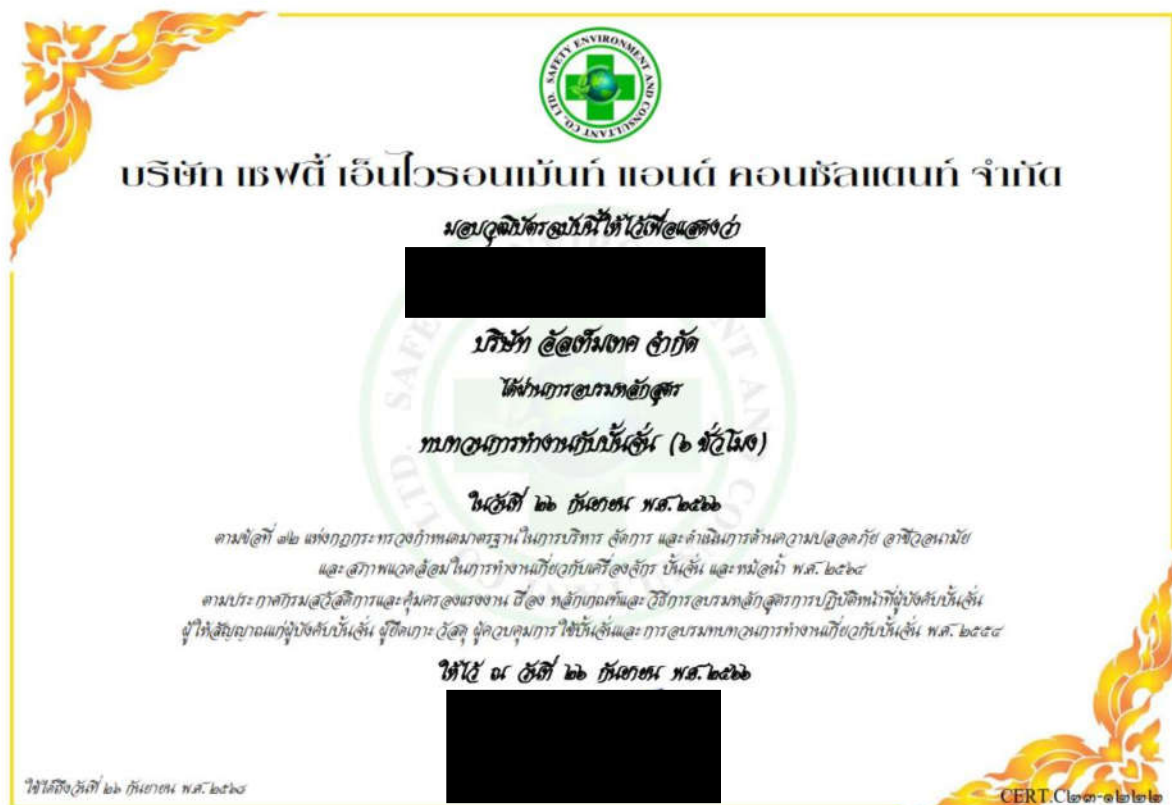 SAFETY ENVIRONMENT AND CONSULTANT CO., LTD.
บริษัท เซฟตี้ เอ็นไวรอนเม้นท์ แอนด์ คอนซัลแตนท์ จำกัด
มอบวุฒิบัตรฉบับนี้ให้ไว้เพื่อแสดงว่า
บริษัท อัลเท็มเทค จำกัด
ได้ผ่านการอบรมหลักสูตร
ทบทวนการทำงานกับปั้นจั่น (๖ ชั่วโมง)
ในวันที่ ๒๒ กันยายน พ.ศ.๒๕๖๖
ตามข้อที่ ๗๒ แห่งกฎกระทรวงกำหนดมาตรฐานในการบริหาร จัดการ และดำเนินการด้านความปลอดภัย อาชีวอนามัย
และสภาพแวดล้อมในการทำงานเกี่ยวกับเครื่องจักร ปั้นจั่น และหม้อน้ำ พ.ศ. ๒๕๖๔
ตามประกาศกรมสวัสดิการและคุ้มครองแรงงาน เรื่อง หลักเกณฑ์และวิธีการอบรมหลักสูตรการปฏิบัติหน้าที่ผู้บังคับปั้นจั่น
ผู้ให้สัญญาณแก่ผู้บังคับปั้นจั่น ผู้ยึดเกาะวัสดุ ผู้ควบคุมการใช้ปั้นจั่นและการอบรมทบทวนการทำงานเกี่ยวกับปั้นจั่น พ.ศ. ๒๕๕๔
ให้ไว้ ณ วันที่ ๒๒ กันยายน พ.ศ.๒๕๖๖
ใช้ได้ถึงวันที่ ๒๒ กันยายน พ.ศ. ๒๕๖๘